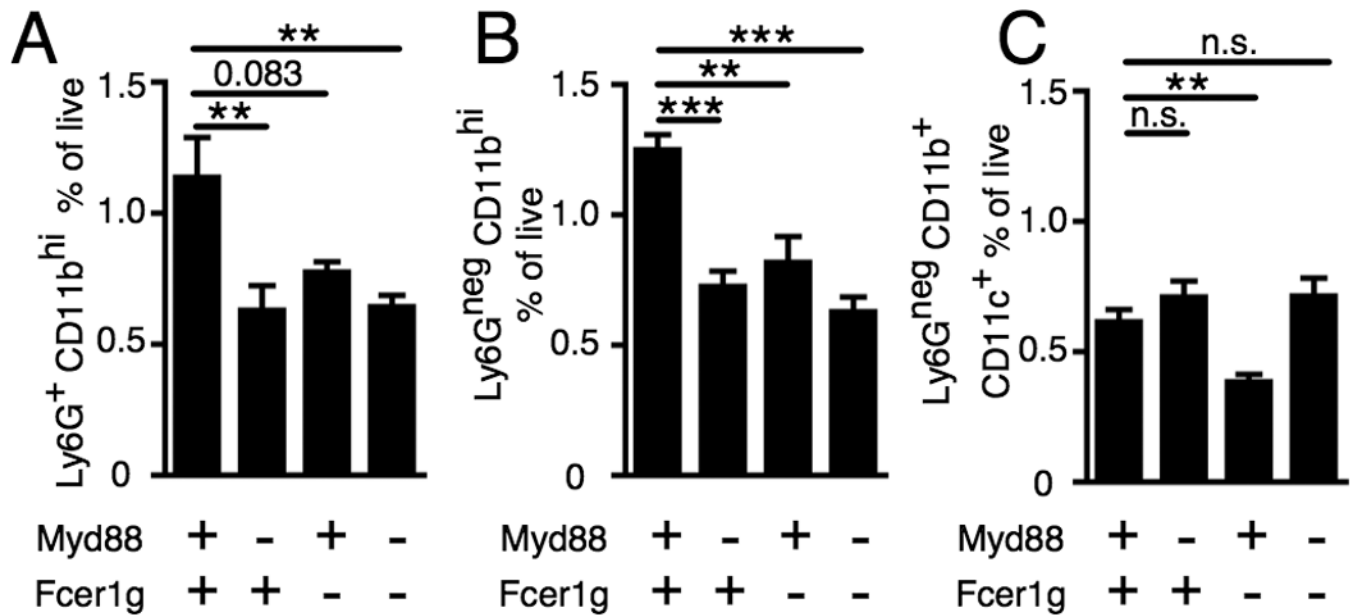 A
**
0.083
**
1.5
1.0
0.5
0
Ly6G+ CD11bhi % of live
Myd88 + - + -
Fcer1g + + - -
B
***
**
***
1.5
1.0
0.5
0
Ly6Gneg CD11bhi
% of live
Myd88 + - + -
Fcer1g + + - -
C
n.s.
**
n.s.
1.5
1.0
0.5
0
Ly6Gneg CD11b+
CD11c+ % of live
Myd88 + - + -
Fcer1g + + - -